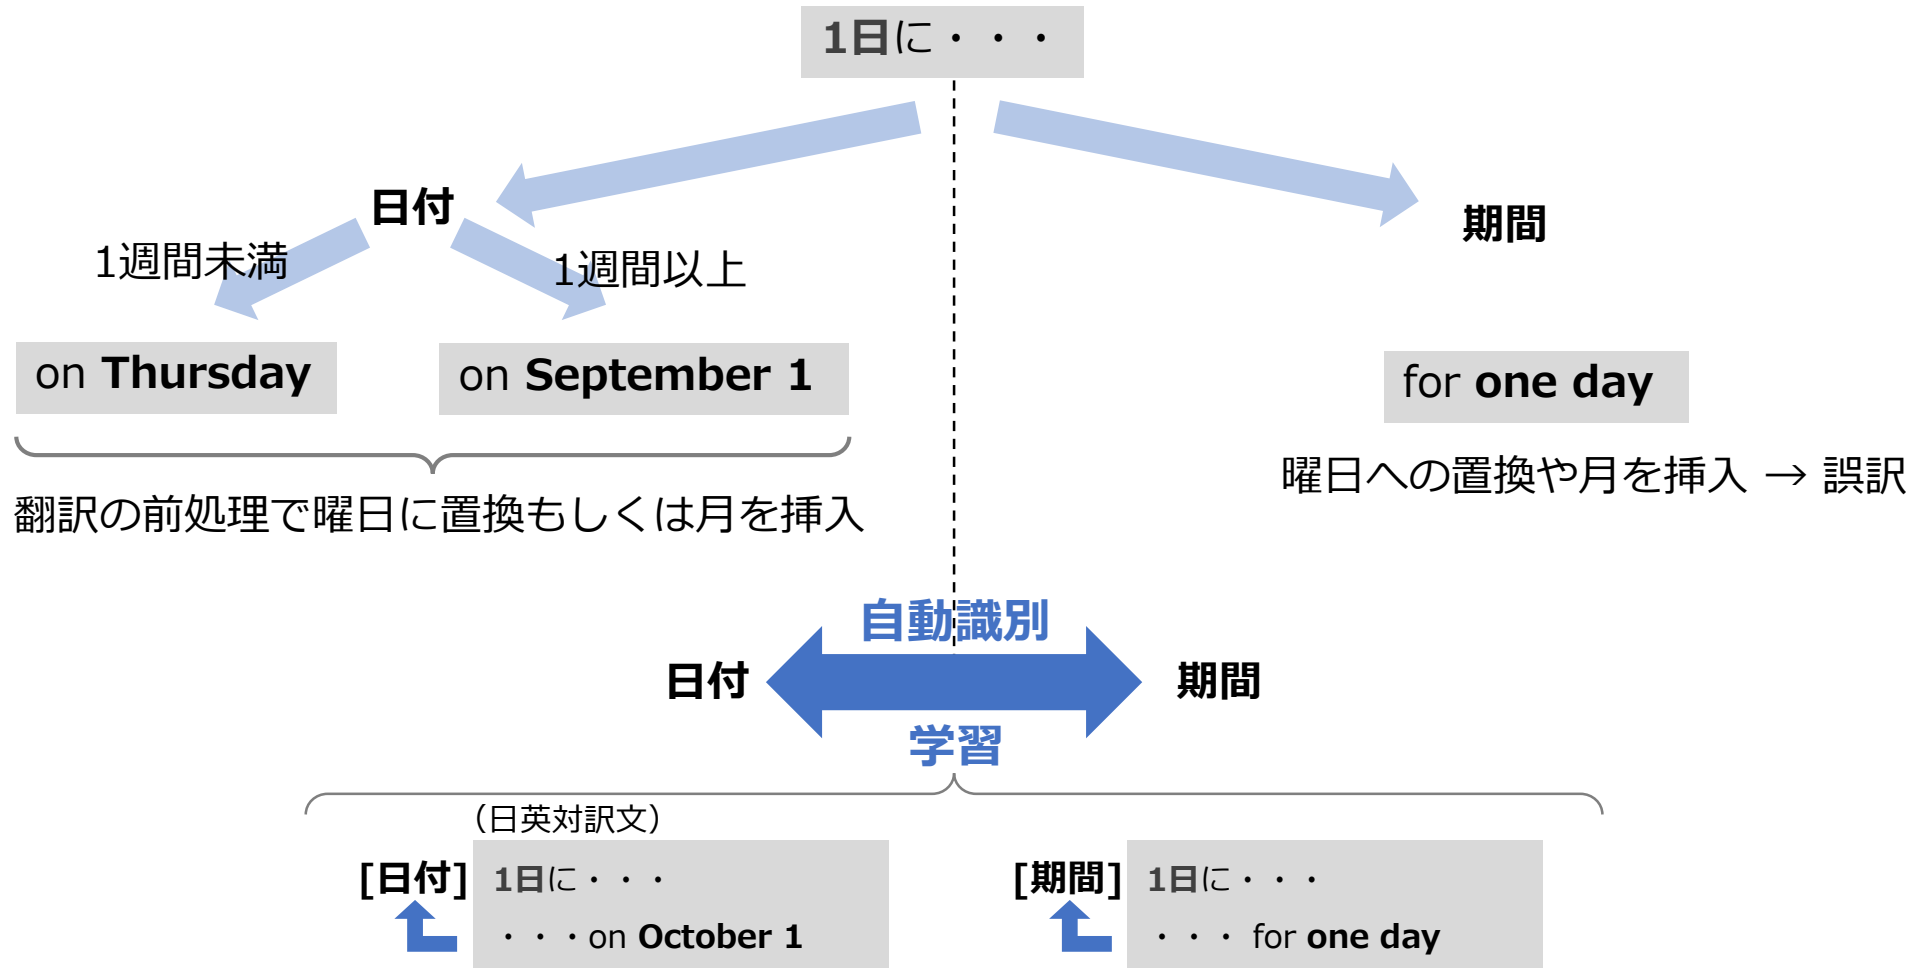 1日に・・・
日付
期間
1週間未満
1週間以上
on Thursday
on September 1
for one day
翻訳の前処理で曜日に置換もしくは月を挿入
曜日への置換や月を挿入 → 誤訳
自動識別
日付
期間
学習
（日英対訳文）
[日付]
1日に・・・
・・・on October 1
[期間]
1日に・・・
・・・ for one day